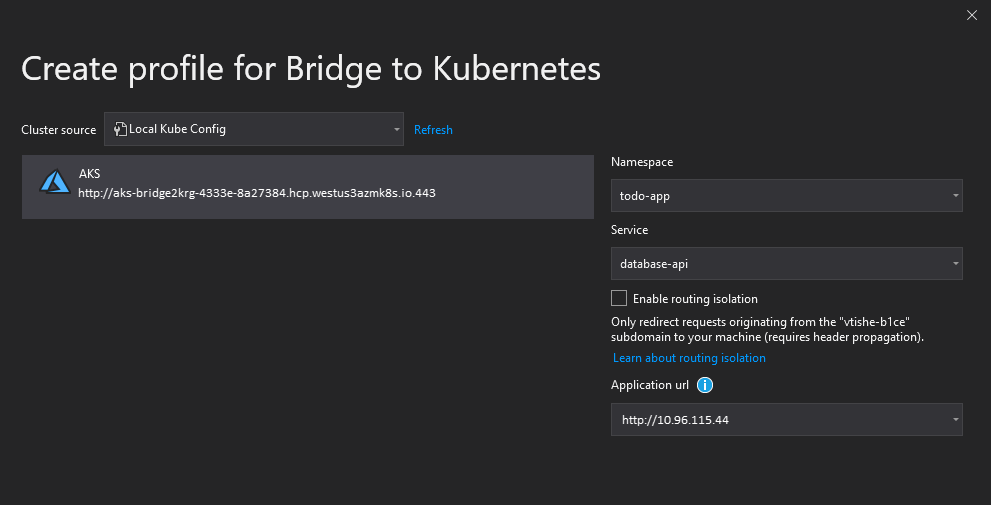 Create profile for Bridge to Kubernetes
Cluster source
Local Kube Config
Refresh
AKS
http://aks-bridge2krg-4333e-8a27384.hcp.westus3azmk8s.io.443
Namespace
todo-app
Service
database-api
Enable routing isolation
Only redirect requests originating from the "vtishe-b1ce"
subdomain to your machine (requires header propagation).
Learn about routing isolation
Application url
http://10.96.115.44